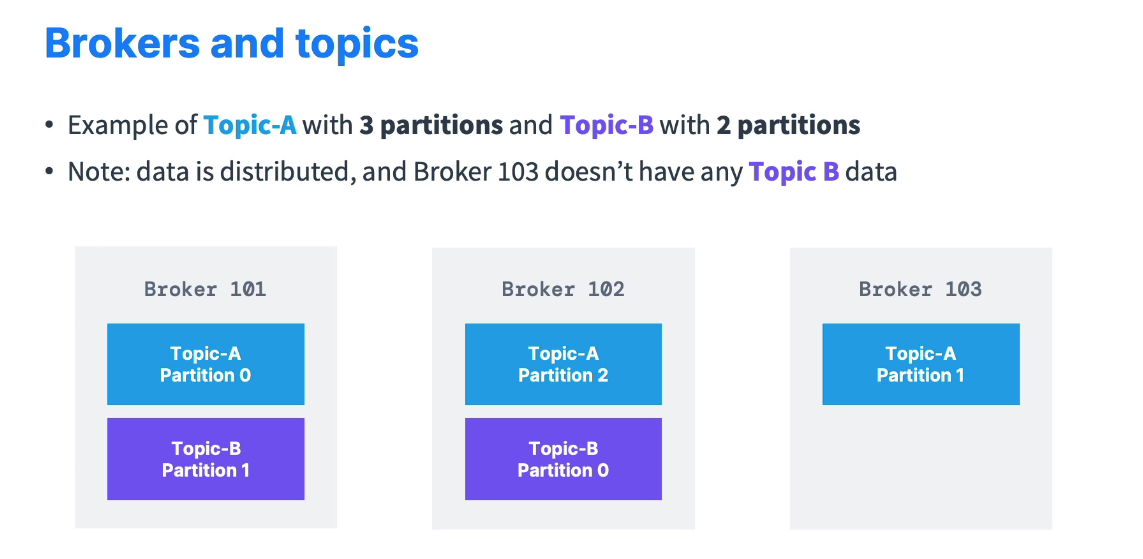 Brokers and topics
• Example of Topic-A with 3 partitions and Topic-B with 2 partitions
• Note: data is distributed, and Broker 103 doesn’t have any Topic B data
Broker 101
Topic-A
Partition 0
Topic-B
Partition 1
Broker 102
Topic-A
Partition 2
Topic-B
Partition 0
Broker 103
Topic-A
Partition 1